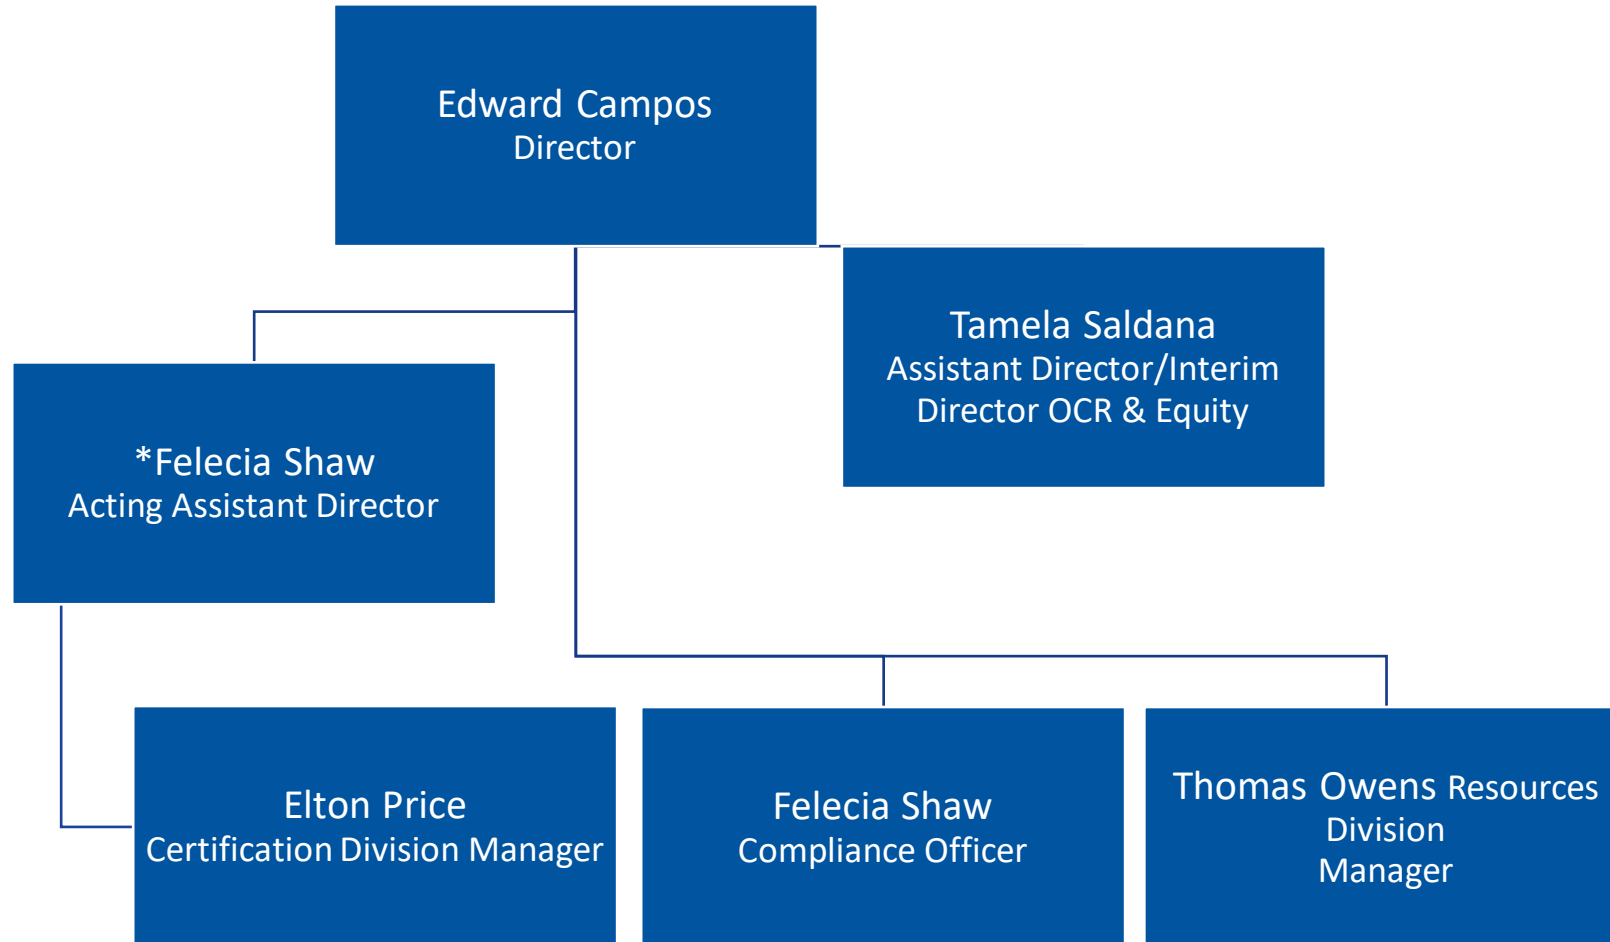 Edward Campos
Director
Tamela Saldana
Assistant Director/Interim
Director OCR & Equity
*Felecia Shaw
Acting Assistant Director
Elton Price
Certification Division Manager
Felecia Shaw
Compliance Officer
Thomas Owens Resources
Division
Manager